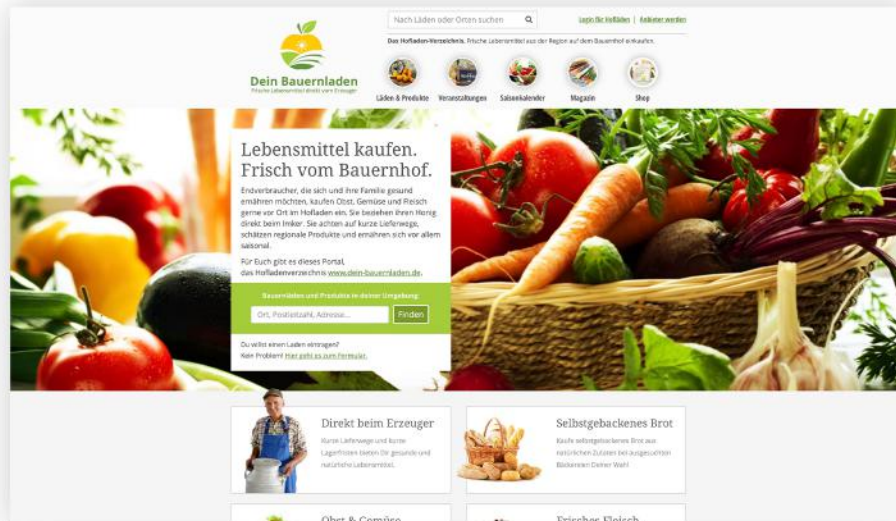 Nach Läden oder Orten suchen
Login für Hofläden | Anbieter werden
Das Hofladen-Verzeichnis. Frische Lebensmittel aus der Region auf dem Bauernhof einkaufen.
Dein Bauernladen
Frische Lebensmittel direkt vom Erzeuger
Läden & Produkte Veranstaltungen Saisonkalender Magazin Shop
Lebensmittel kaufen.
Frisch vom Bauernhof.
Endverbraucher, die sich und ihre Familie gesund
ernähren möchten, kaufen Obst, Gemüse und Fleisch
gerne vor Ort im Hofladen ein. Sie beziehen ihren Honig
direkt beim Imker. Sie achten auf kurze Lieferwege,
schätzen regionale Produkte und ernähren sich vor allem
saisonal.
Für Euch gibt es dieses Portal,
das Hofladenverzeichnis www.dein-bauernladen.de.
Bauernläden und Produkte in deiner Umgebung:
Ort, Postleitzahl, Adresse... Finden
Du willst einen Laden eintragen?
Kein Problem! Hier geht es zum Formular.
Direkt beim Erzeuger
Kurze Lieferwege und kurze
Lagerfristen bieten Dir gesunde und
natürliche Lebensmittel.
Selbstgebackenes Brot
Kaufe selbstgebackenes Brot aus
natürlichen Zutaten bei ausgesuchten
Bäckereien Deiner Wahl!
Obst & Gemüse
Frisches Fleisch